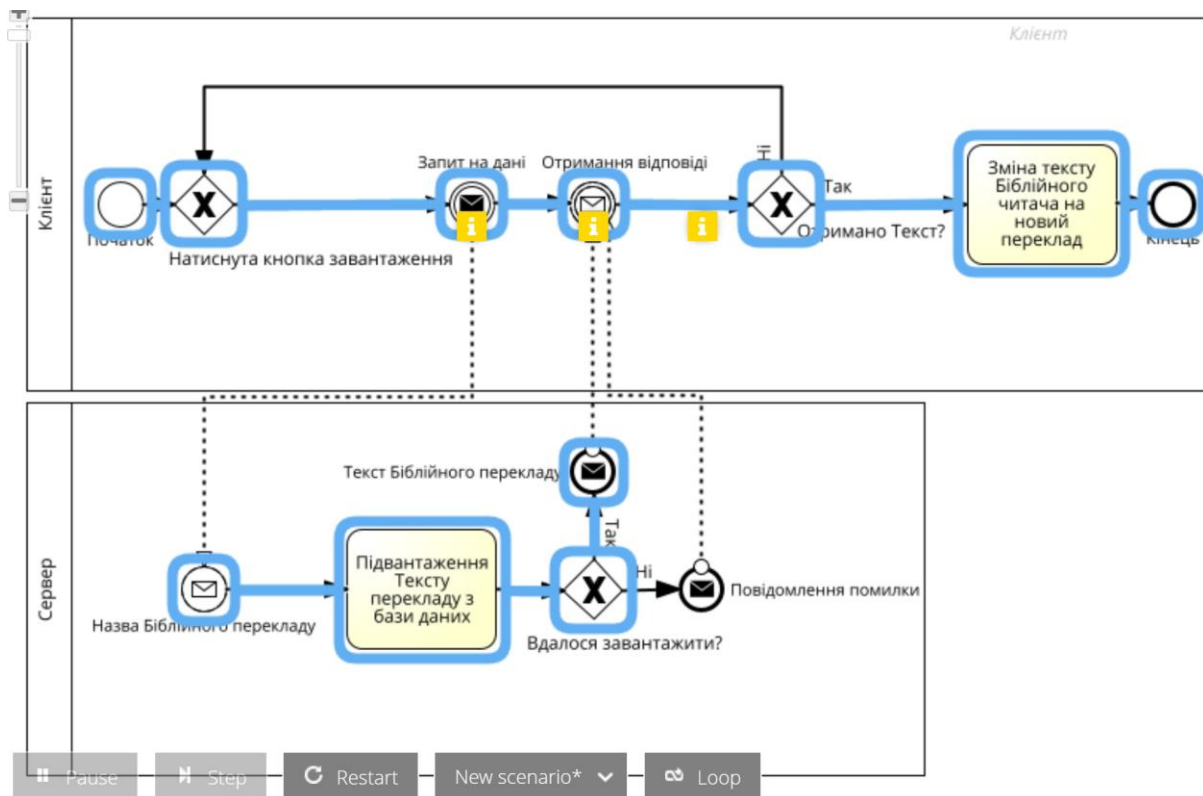 Клієнт
Клієнт
Запит на дані
Отримання відповіді
Ні
Так
Зміна тексту
Біблійного
читача на
новий
переклад
Початок
Отримано Текст?
Кінець
Натиснута кнопка завантаження
Сервер
Текст Біблійного перекладу
Так
Підвантаження
Тексту
перекладу з
бази даних
Ні
Повідомлення помилки
Назва Біблійного перекладу
Вдалося завантажити?
Pause
Step
Restart
New scenario*
Loop